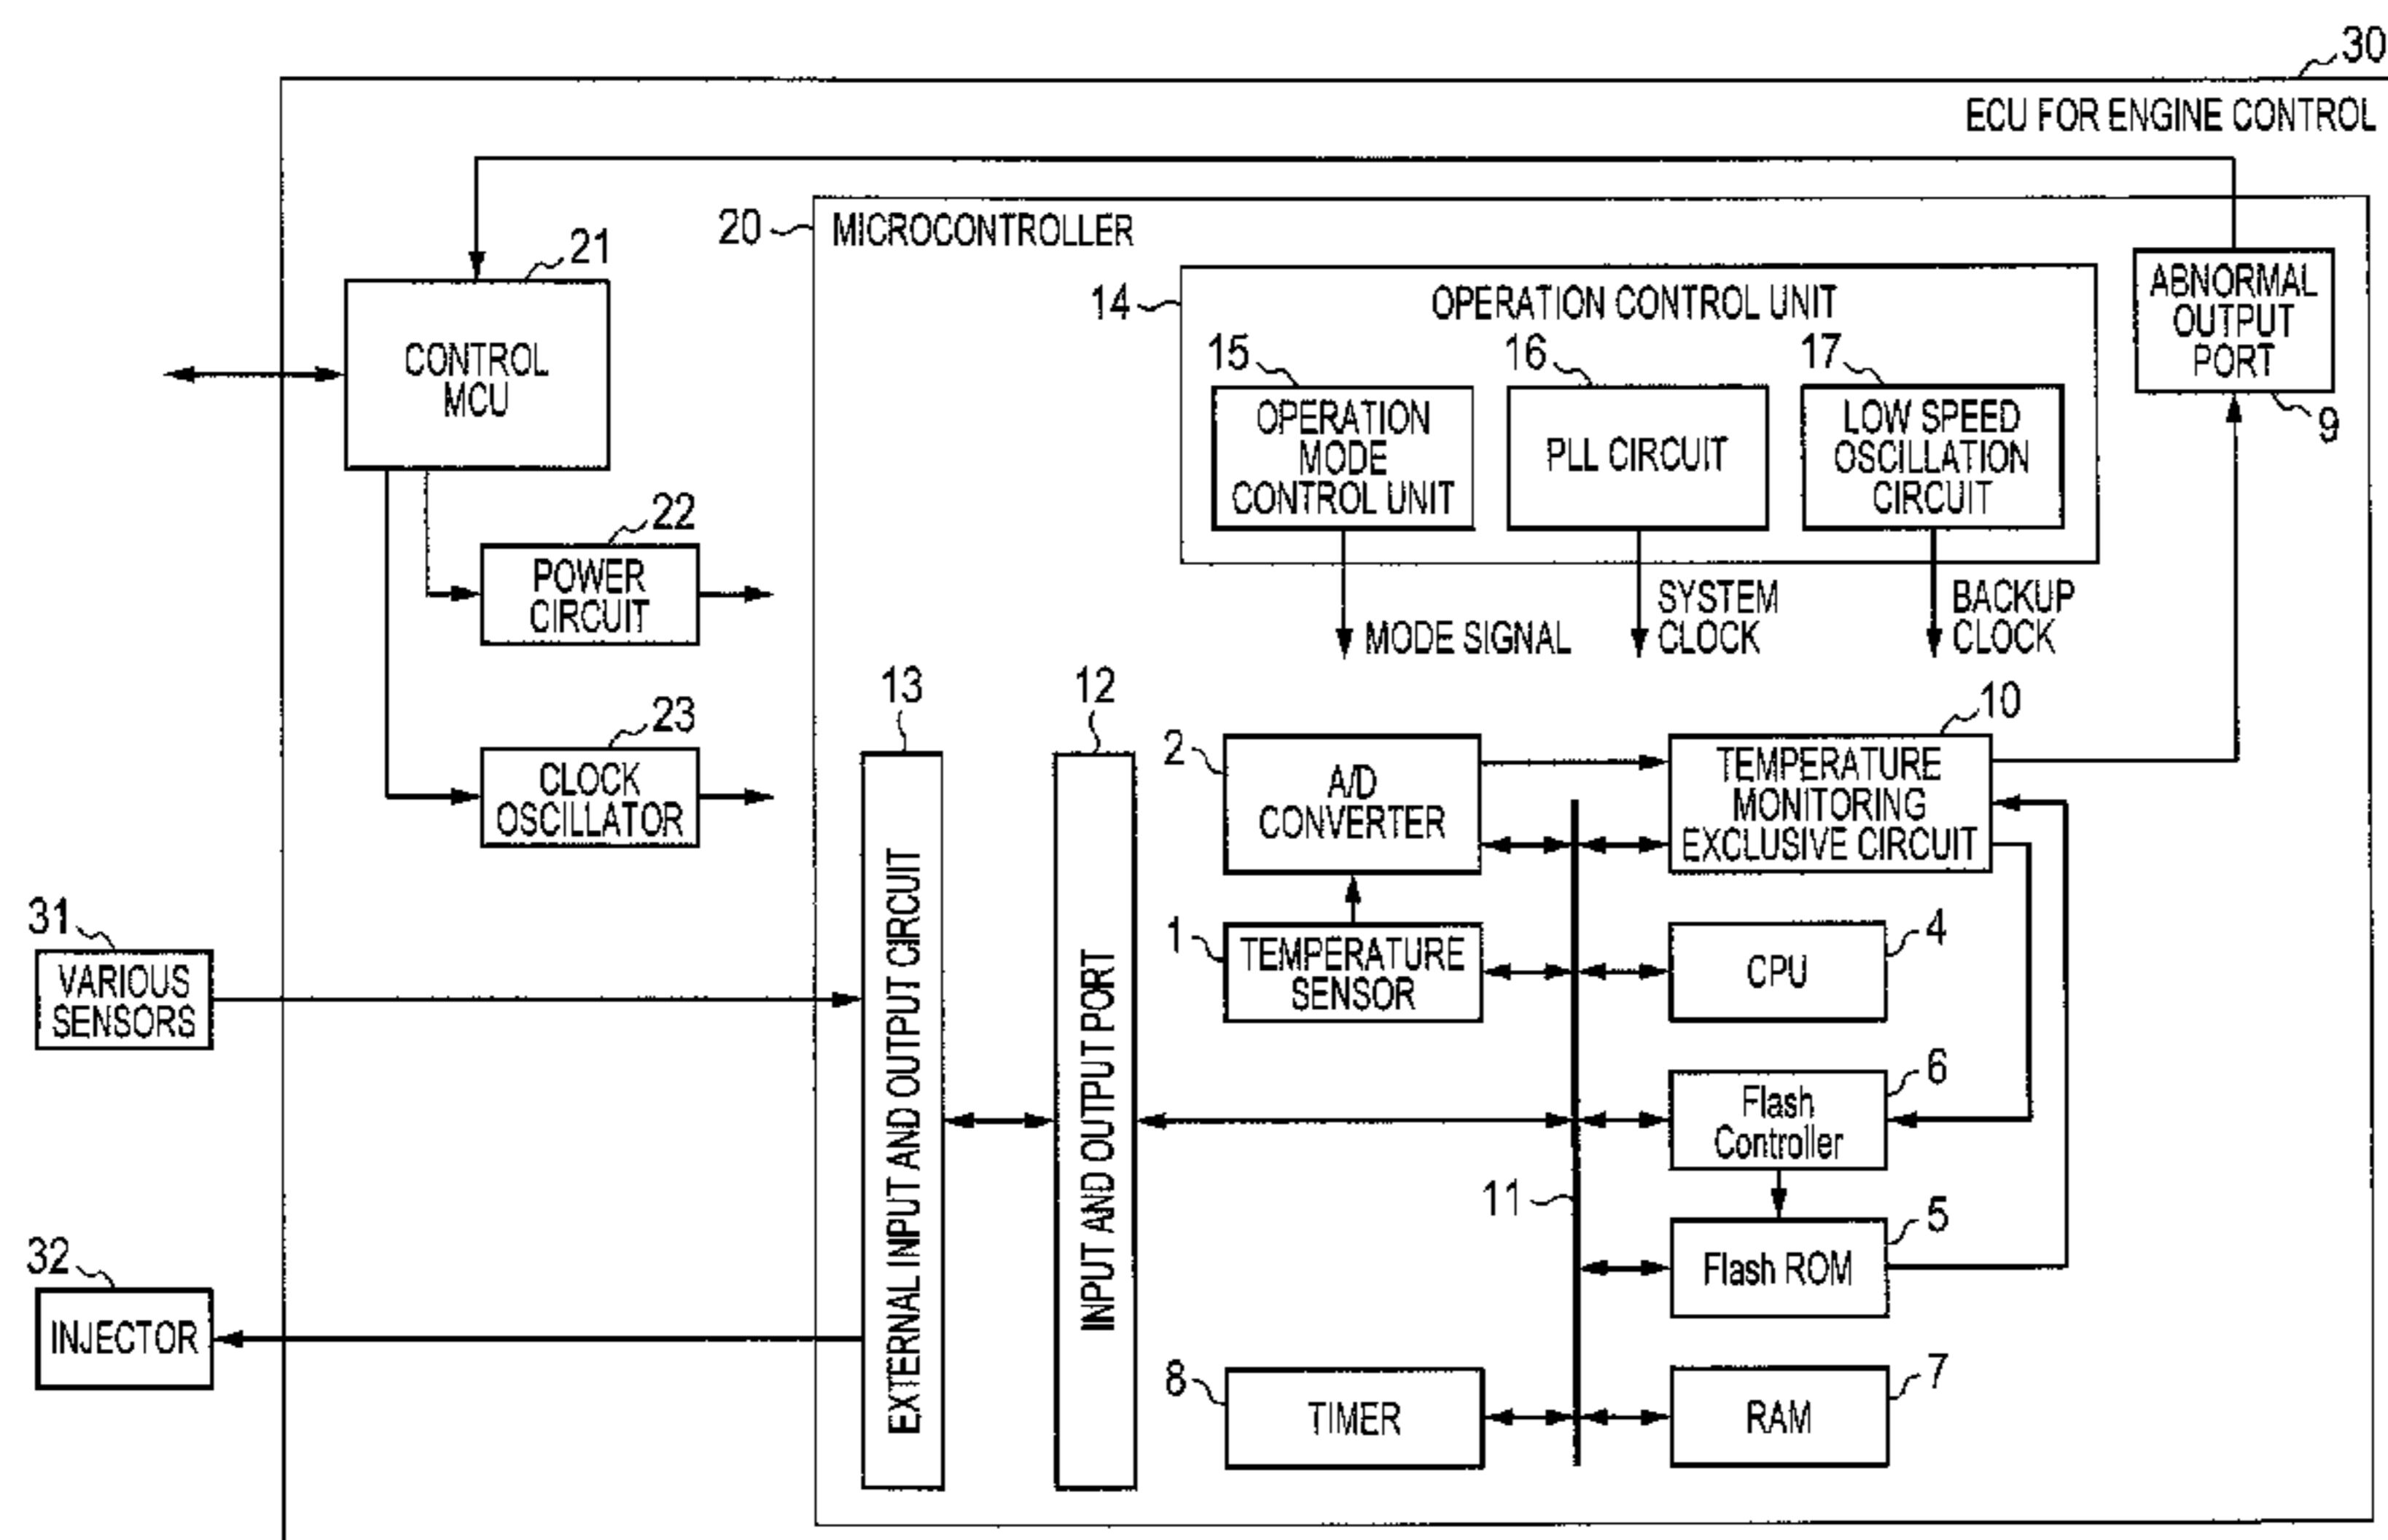 30
ECU FOR ENGINE CONTROL
20
MICROCONTROLLER
21
CONTROL
MCU
14
OPERATION CONTROL UNIT
15
OPERATION
MODE
CONTROL UNIT
16
PLL CIRCUIT
17
LOW SPEED
OSCILLATION
CIRCUIT
ABNORMAL
OUTPUT
PORT
9
22
POWER
CIRCUIT
MODE SIGNAL
SYSTEM
CLOCK
BACKUP
CLOCK
23
CLOCK
OSCILLATOR
13
EXTERNAL INPUT AND OUTPUT CIRCUIT
12
INPUT AND OUTPUT PORT
2
A/D
CONVERTER
10
TEMPERATURE
MONITORING
EXCLUSIVE CIRCUIT
31
VARIOUS
SENSORS
1
TEMPERATURE
SENSOR
4
CPU
6
Flash
Controller
11
5
Flash ROM
32
INJECTOR
8
TIMER
7
RAM